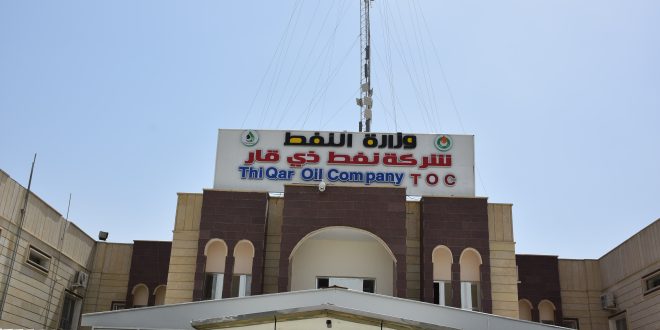 وزارة النفط
شركة نفط ذي قار
Thi Qar Oil Company TOC